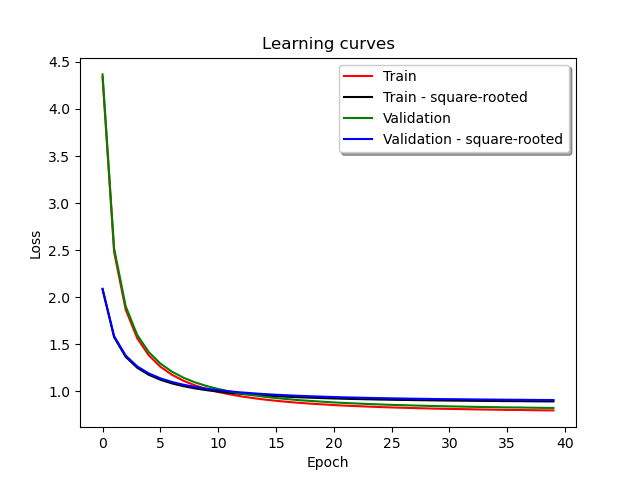 Learning curves
Train
Train - square-rooted
Validation
Validation - square-rooted
4.5
4.0
3.5
3.0
2.5
2.0
1.5
1.0
Loss
0 5 10 15 20 25 30 35 40
Epoch